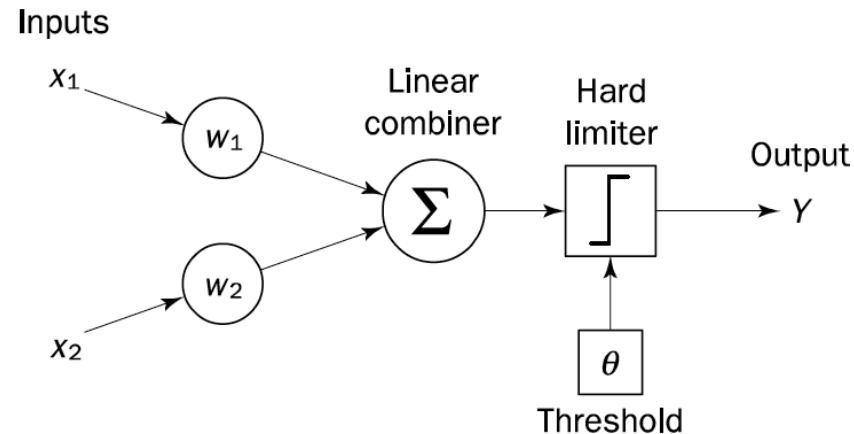 Inputs
x1
w1
Linear
combiner
Σ
Hard
limiter
Output
Y
w2
x2
θ
Threshold